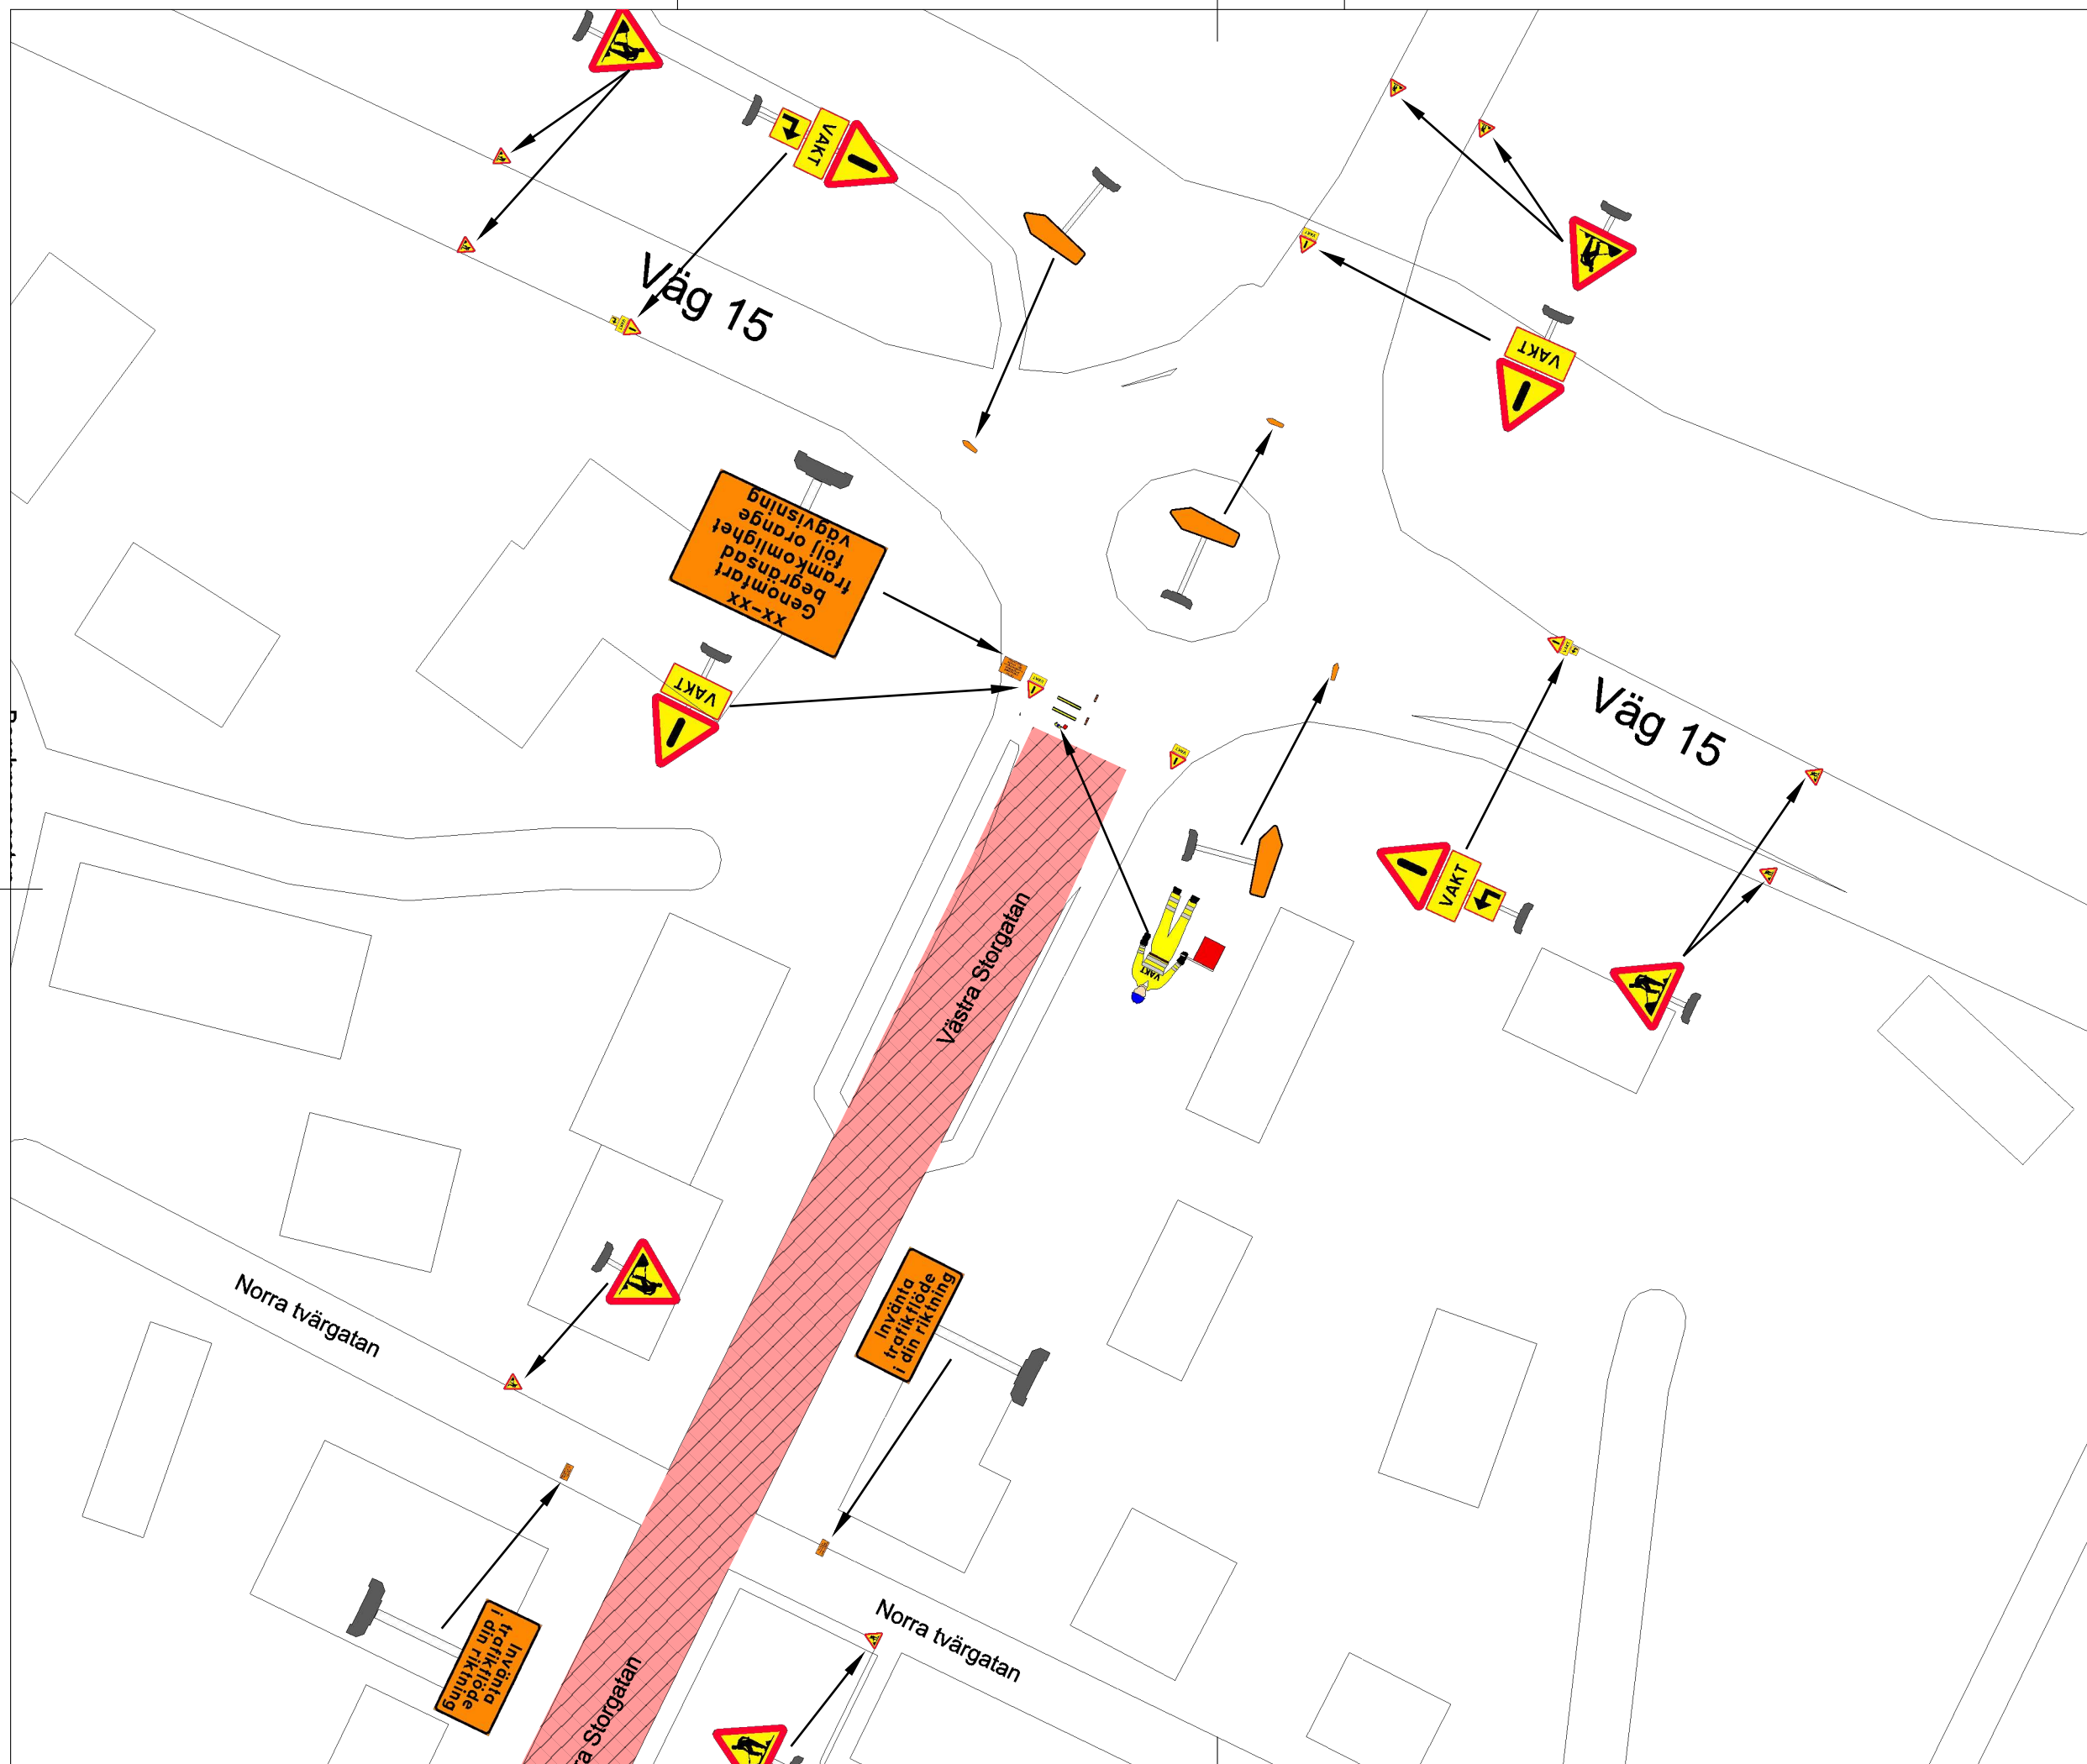 VAKT
VAKT
Väg 15
xx-xx
Genomfart
begränsad
framkomlighet
följ orange
vägvisning
VAKT
Väg 15
VAKT
VAKT
Västra Storgatan
Norra tvärgatan
Invänta
trafikflöde
i din riktning
Invänta
trafikflöde
i din riktning
Norra tvärgatan
ra Storgatan